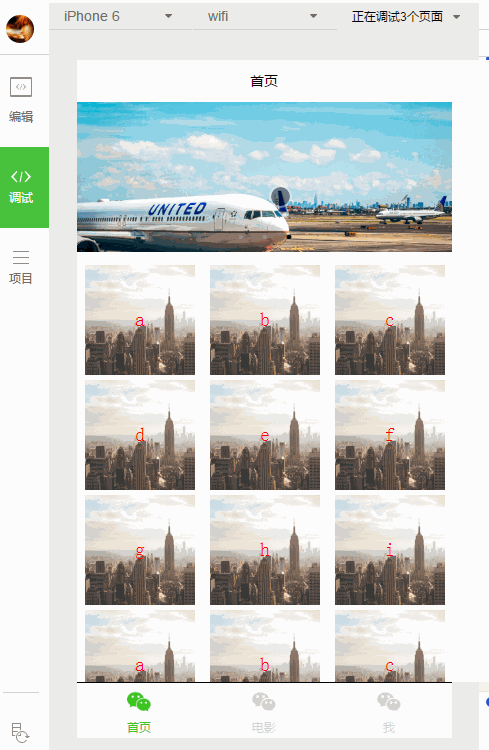 iPhone 6 wifi 正在调试3个页面
编辑
调试
项目
首页
UNITED
a b c
d e f
g h i
a b c
首页 电影 我